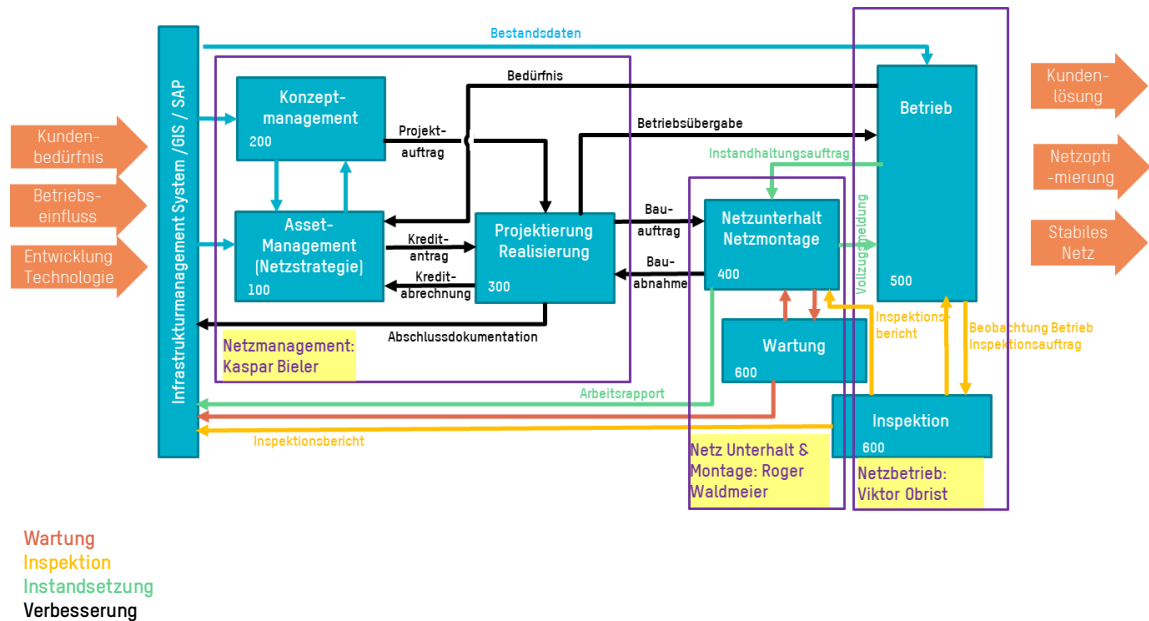 Kunden-
bedürfnis
Betriebs-
einfluss
Entwicklung
Technologie
Infrastrukturmanagement System /GIS / SAP
Bestandsdaten
Konzept-
management
200
Projekt-
auftrag
Bedürfnis
Betriebsübergabe
Instandhaltungsauftrag
Betrieb
500
Asset-
Management
(Netzstrategie)
100
Kredit-
antrag
Kredit-
abrechnung
Projektierung
Realisierung
300
Bau-
auftrag
Bau-
abnahme
Netzunterhalt
Netzmontage
400
Vollzugsmeldung
Abschlussdokumentation
Netzmanagement:
Kaspar Bieler
Wartung
600
Inspektions-
bericht
Beobachtung Betrieb
Inspektionsauftrag
Arbeitsrapport
Inspektionsbericht
Inspektion
600
Netz Unterhalt &
Montage: Roger
Waldmeier
Netzbetrieb:
Viktor Obrist
Kunden-
lösung
Netzopti
-mierung
Stabiles
Netz
Wartung
Inspektion
Instandsetzung
Verbesserung